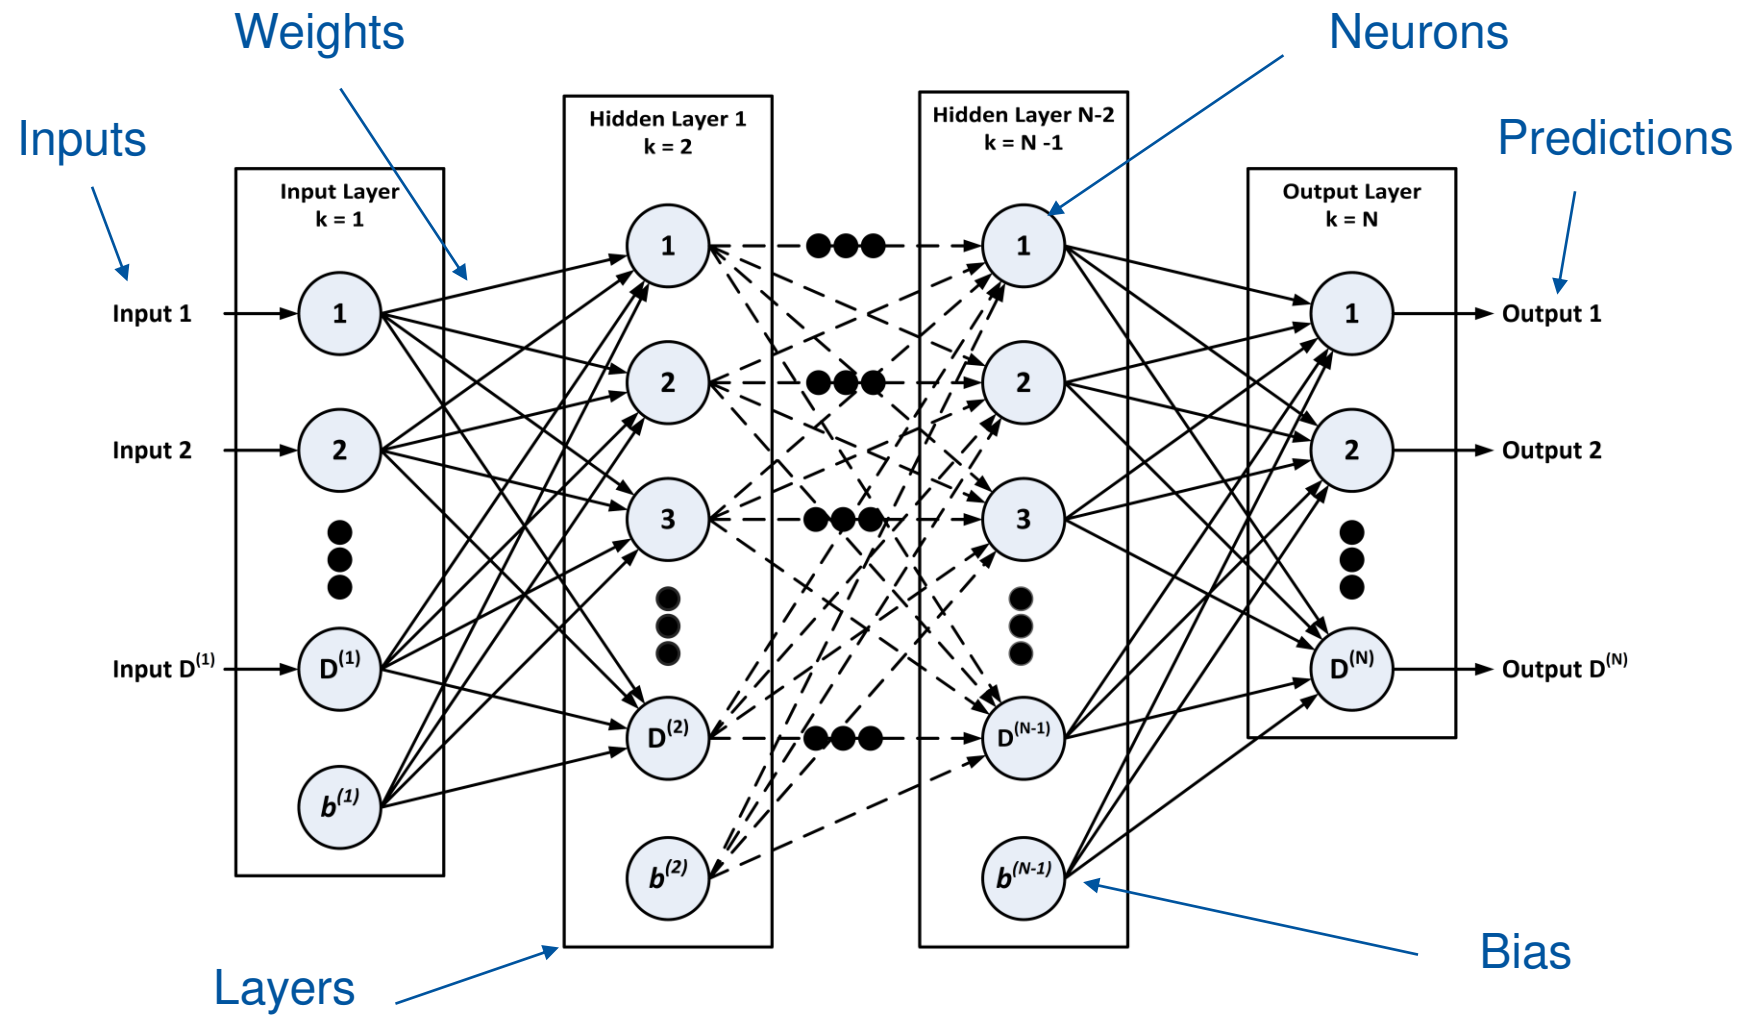 Weights
Neurons
Inputs
Predictions
Hidden Layer 1
k = 2
Hidden Layer N-2
k = N -1
Input Layer
k = 1
Output Layer
k = N
Input 1
Input 2
Input D^(1)
1
2
D^(1)
b^(1)
1
2
3
D^(2)
b^(2)
1
2
3
D^(N-1)
b^(N-1)
1
2
D^(N)
Output 1
Output 2
Output D^(N)
Layers
Bias